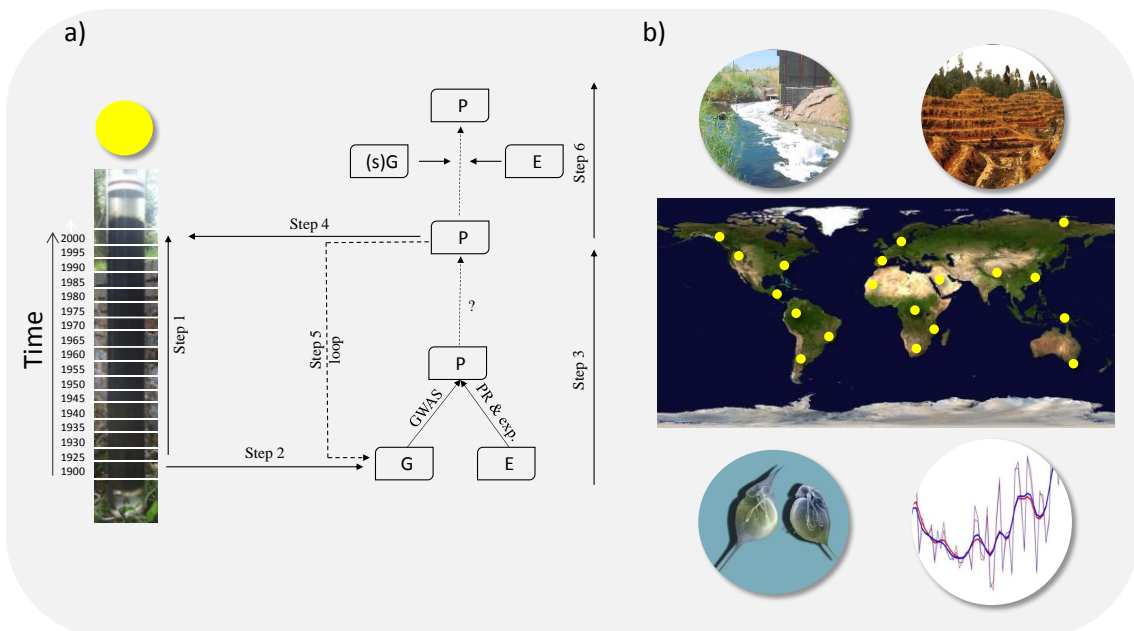 a)
b)
P
(s)G
E
Step 6
Step 4
P
Time
2000
1995
1990
1985
1980
1975
1970
1965
1960
1955
1950
1945
1940
1935
1930
1925
1900
Step 1
Step 5
loop
?
Step 3
P
GWAS
PR & exp.
Step 2
G
E